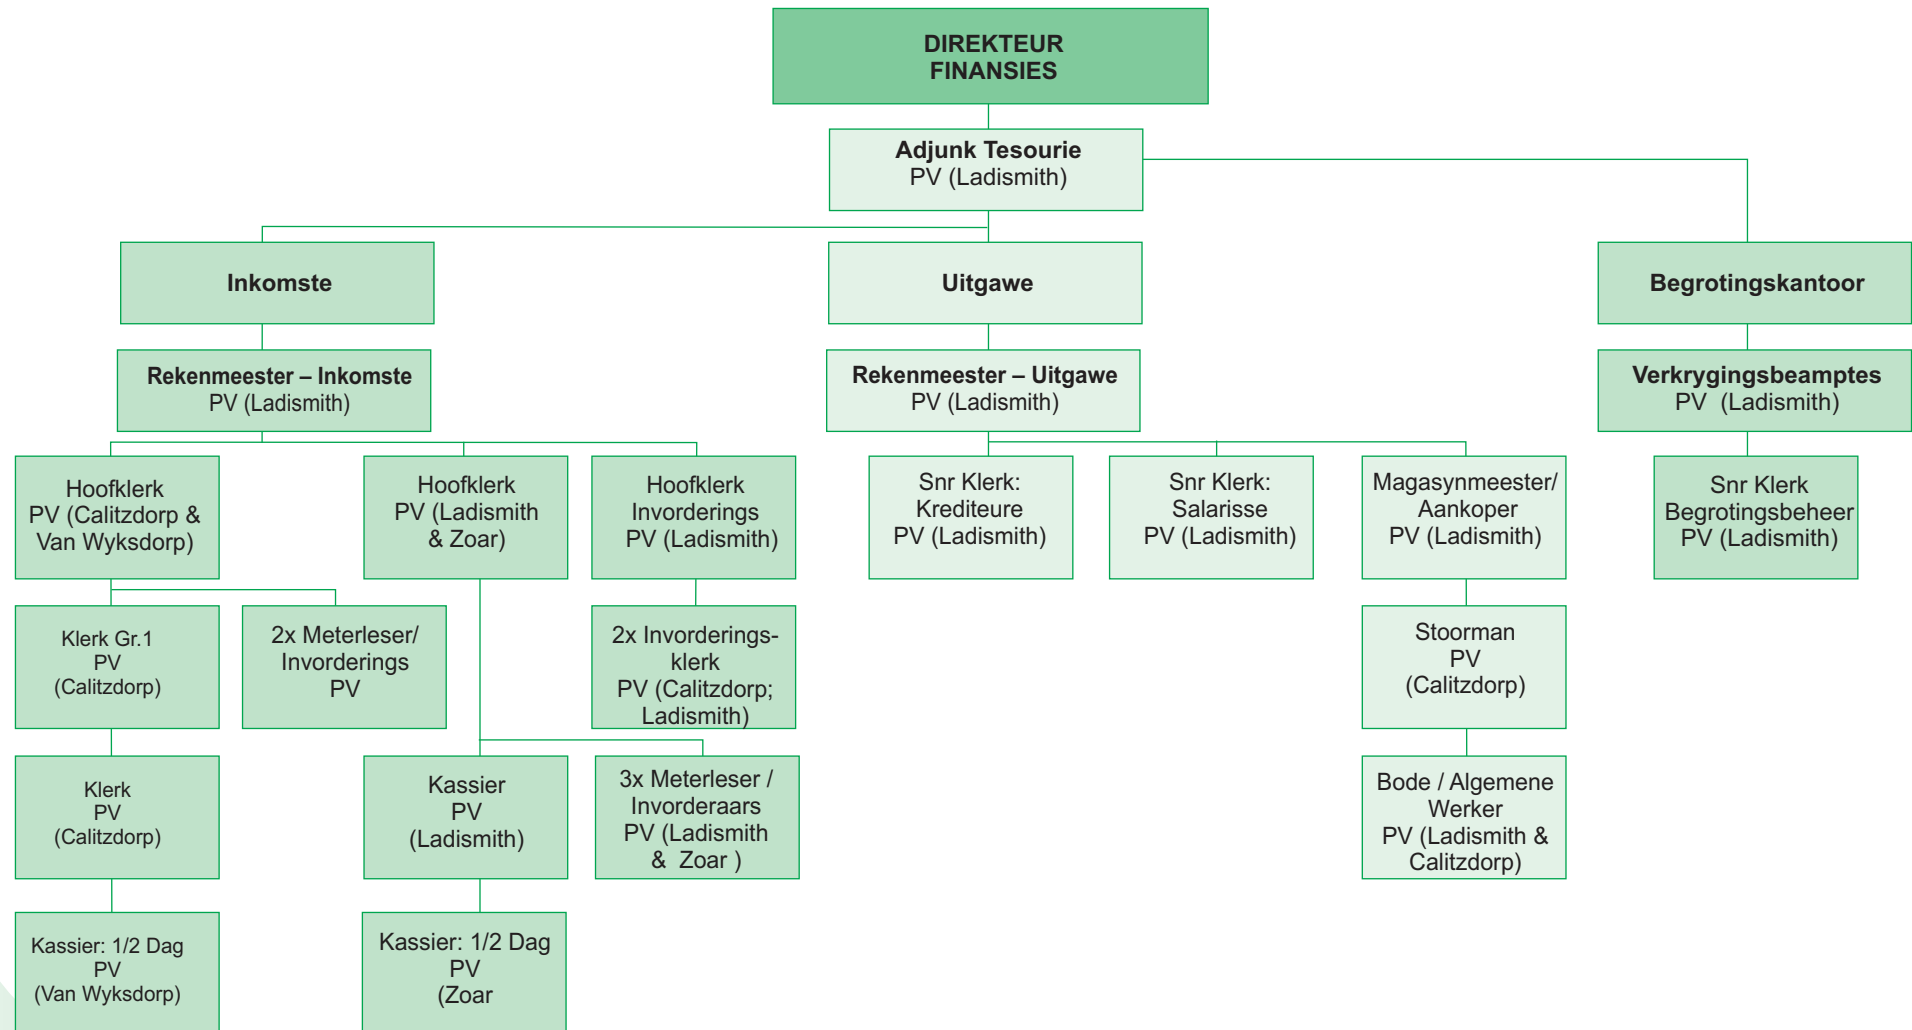 DIREKTEUR
FINANSIES
Adjunk Tesourie
PV (Ladismith)
Inkomste
Uitgawe
Begrotingskantoor
Rekenmeester – Inkomste
PV (Ladismith)
Rekenmeester – Uitgawe
PV (Ladismith)
Verkrygingsbeamptes
PV (Ladismith)
Hoofklerk
PV (Calitzdorp &
Van Wyksdorp)
Hoofklerk
PV (Ladismith
& Zoar)
Hoofklerk
Invorderings
PV (Ladismith)
Snr Klerk:
Krediteure
PV (Ladismith)
Snr Klerk:
Salarisse
PV (Ladismith)
Magasynmeester/
Aankoper
PV (Ladismith)
Snr Klerk
Begrotingsbeheer
PV (Ladismith)
Klerk Gr.1
PV
(Calitzdorp)
2x Meterleser/
Invorderings
PV
2x Invorderings-
klerk
PV (Calitzdorp;
Ladismith)
Stoorman
PV
(Calitzdorp)
Klerk
PV
(Calitzdorp)
Kassier
PV
(Ladismith)
3x Meterleser /
Invorderaars
PV (Ladismith
& Zoar )
Bode / Algemene
Werker
PV (Ladismith &
Calitzdorp)
Kassier: 1/2 Dag
PV
(Van Wyksdorp)
Kassier: 1/2 Dag
PV
(Zoar